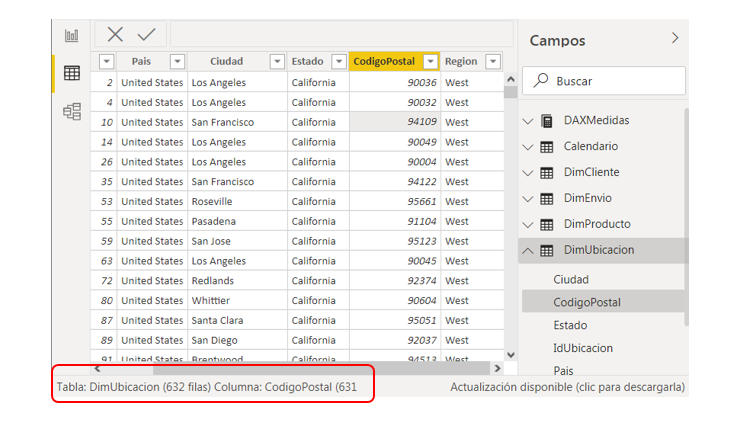 Campos
Pais Ciudad Estado CodigoPostal Region
Buscar
2 United States Los Angeles California 90036 West
4 United States Los Angeles California 90032 West
10 United States San Francisco California 94109 West
14 United States Los Angeles California 90049 West
26 United States Los Angeles California 90004 West
35 United States San Francisco California 94122 West
53 United States Roseville California 95661 West
55 United States Pasadena California 91104 West
59 United States San Jose California 95123 West
63 United States Los Angeles California 90045 West
72 United States Redlands California 92374 West
80 United States Whittier California 90604 West
87 United States Santa Clara California 95051 West
89 United States San Diego California 92037 West
91 United States Brentwood California 94513 West
DAXMedidas
Calendario
DimCliente
DimEnvio
DimProducto
DimUbicacion
Ciudad
CodigoPostal
Estado
IdUbicacion
Pais
Tabla: DimUbicacion (632 filas) Columna: CodigoPostal (631
Actualización disponible (clic para descargarla)